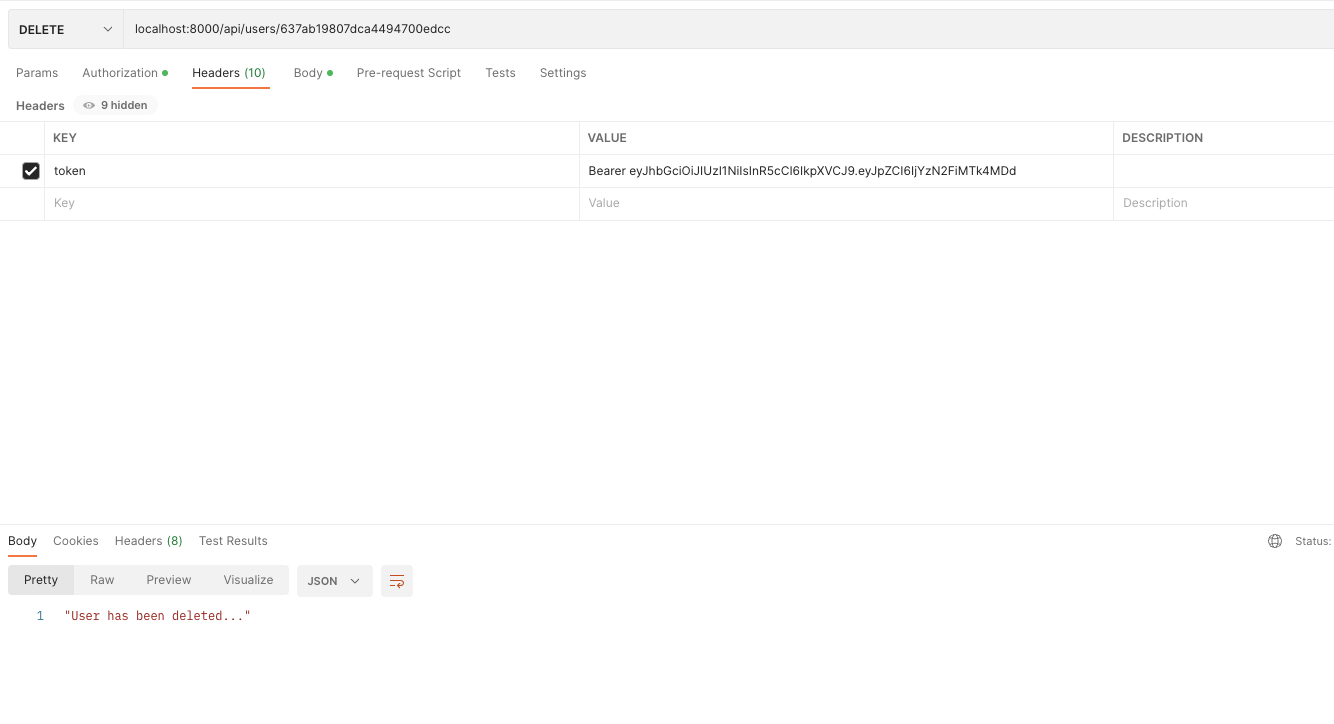 DELETE localhost:8000/api/users/637ab19807dca4494700edcc
Params Authorization Headers (10) Body Pre-request Script Tests Settings
Headers 9 hidden
KEY VALUE DESCRIPTION
token Bearer eyJhbGciOiJIUzI1NiIsInR5cCI6IkpXVCJ9.eyJpZCI6IjYzN2FiMTk4MDd
Key Value Description
Body Cookies Headers (8) Test Results Status:
Pretty Raw Preview Visualize JSON
1 "User has been deleted..."